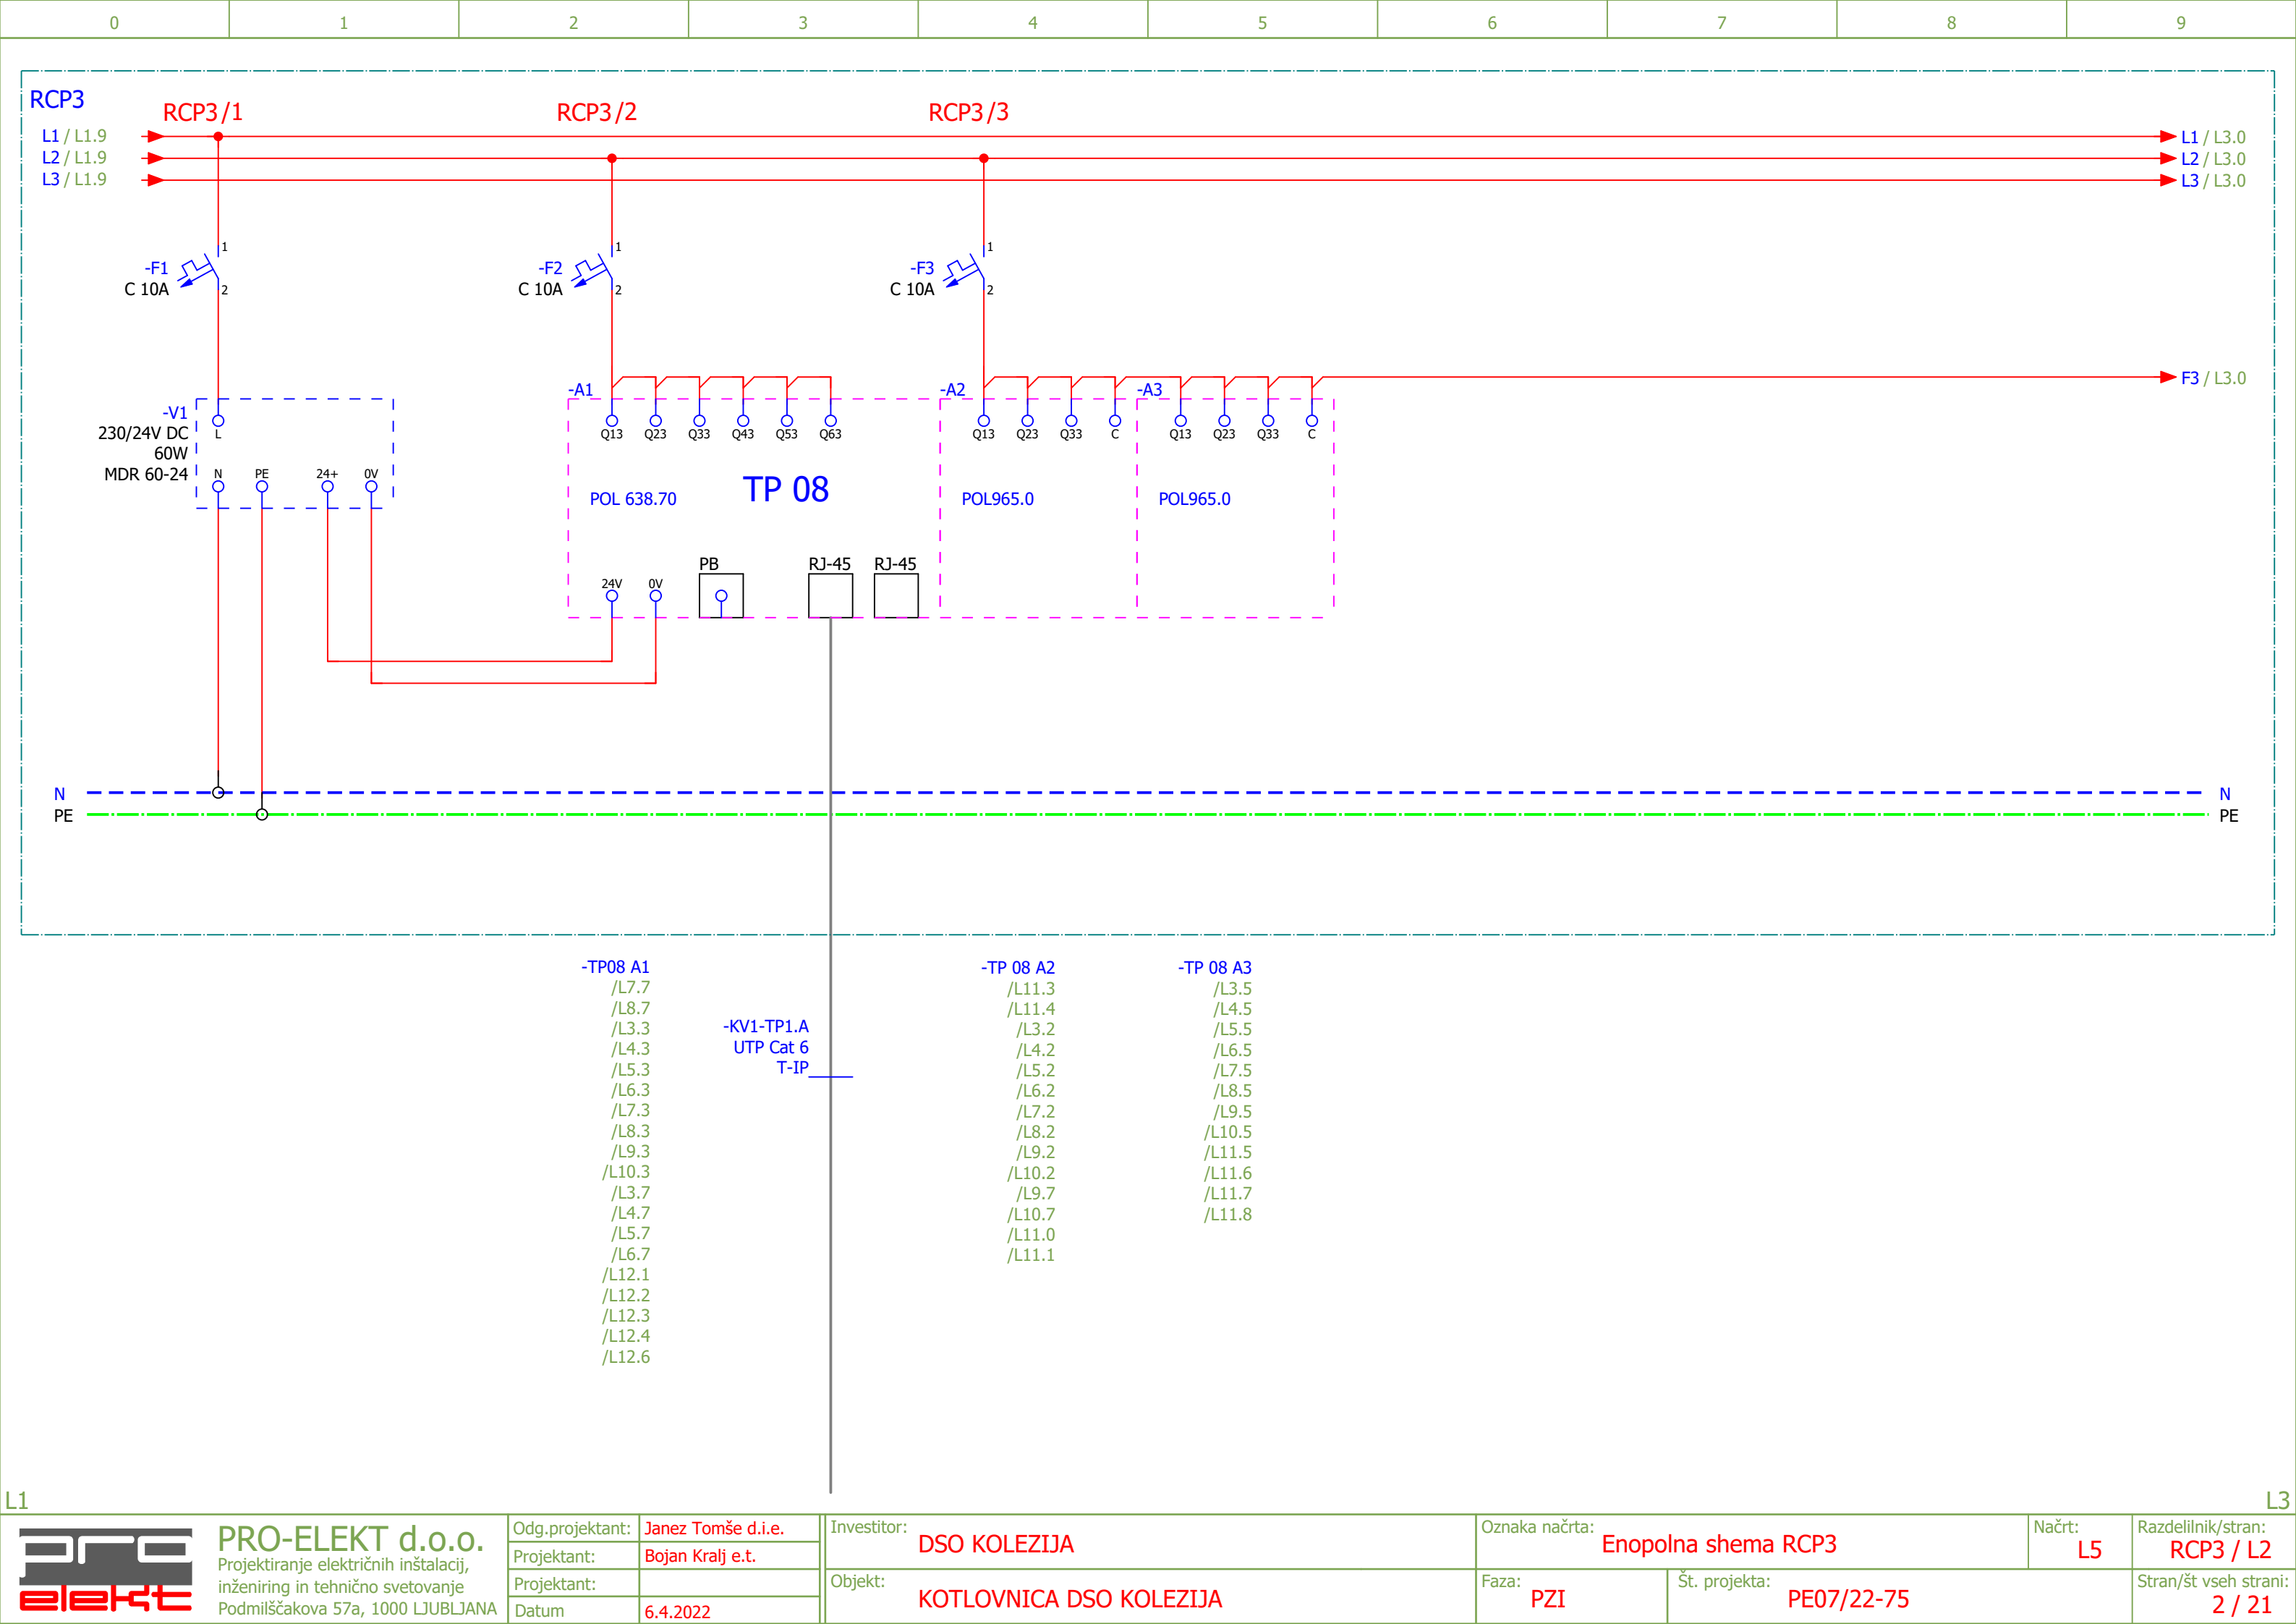 0 1 2 3 4 5 6 7 8 9
RCP3
RCP3/1 RCP3/2 RCP3/3
L1 / L1.9 L1 / L3.0
L2 / L1.9 L2 / L3.0
L3 / L1.9 L3 / L3.0
1 1 1
-F1 -F2 -F3
C 10A C 10A C 10A
2 2 2
F3 / L3.0
-A1 -A2 -A3
-V1
230/24V DC
60W
MDR 60-24
L
N PE 24+ 0V
Q13 Q23 Q33 Q43 Q53 Q63 Q13 Q23 Q33 C Q13 Q23 Q33 C
TP 08
POL 638.70 POL965.0 POL965.0
PB RJ-45 RJ-45
24V 0V
N N
PE PE
-TP08 A1
/L7.7
/L8.7
/L3.3
/L4.3
/L5.3
/L6.3
/L7.3
/L8.3
/L9.3
/L10.3
/L3.7
/L4.7
/L5.7
/L6.7
/L12.1
/L12.2
/L12.3
/L12.4
/L12.6
-KV1-TP1.A
UTP Cat 6
T-IP
-TP 08 A2
/L11.3
/L11.4
/L3.2
/L4.2
/L5.2
/L6.2
/L7.2
/L8.2
/L9.2
/L10.2
/L9.7
/L10.7
/L11.0
/L11.1
-TP 08 A3
/L3.5
/L4.5
/L5.5
/L6.5
/L7.5
/L8.5
/L9.5
/L10.5
/L11.5
/L11.6
/L11.7
/L11.8
L1 L3
pro
elekt
PRO-ELEKT d.o.o.
Projektiranje električnih inštalacij,
inženiring in tehnično svetovanje
Podmilščakova 57a, 1000 LJUBLJANA
Odg.projektant: Janez Tomše d.i.e.
Projektant: Bojan Kralj e.t.
Projektant:
Datum 6.4.2022
Investitor: DSO KOLEZIJA
Objekt: KOTLOVNICA DSO KOLEZIJA
Oznaka načrta: Enopolna shema RCP3
Faza: PZI
Št. projekta: PE07/22-75
Načrt: L5
Razdelilnik/stran: RCP3 / L2
Stran/št vseh strani: 2 / 21